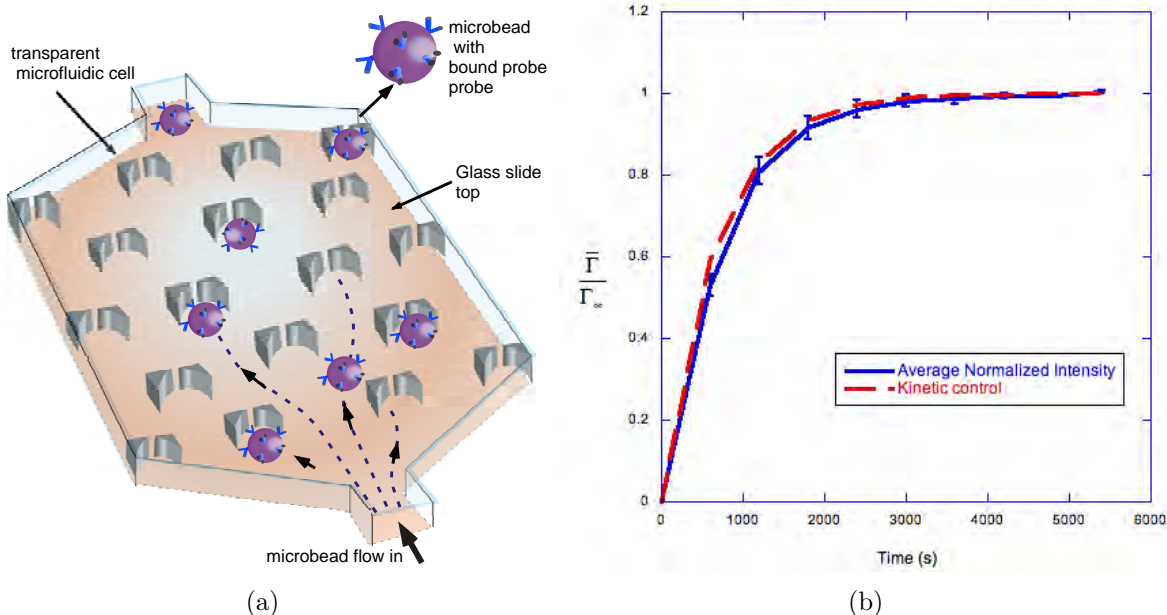 transparent
microfluidic cell
microbead
with
bound probe
probe
Glass slide
top
microbead flow in
(a)
(b)
1.2
1
0.8
0.6
0.4
0.2
0
0
1000
2000
3000
4000
5000
6000
Γ̄
Γ∞
Average Normalized Intensity
Kinetic control
Time (s)